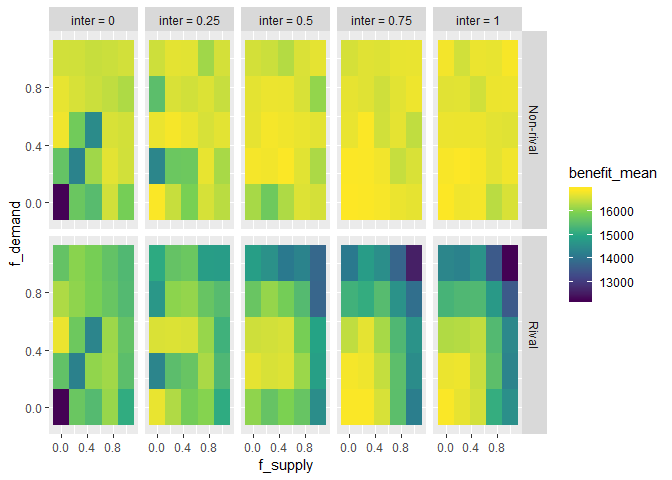 inter = 0 inter = 0.25 inter = 0.5 inter = 0.75 inter = 1
Non-rival
Rival
f_demand
0.8
0.4
0.0
0.8
0.4
0.0
0.0 0.4 0.8 0.0 0.4 0.8 0.0 0.4 0.8 0.0 0.4 0.8 0.0 0.4 0.8
f_supply
benefit_mean
16000
15000
14000
13000